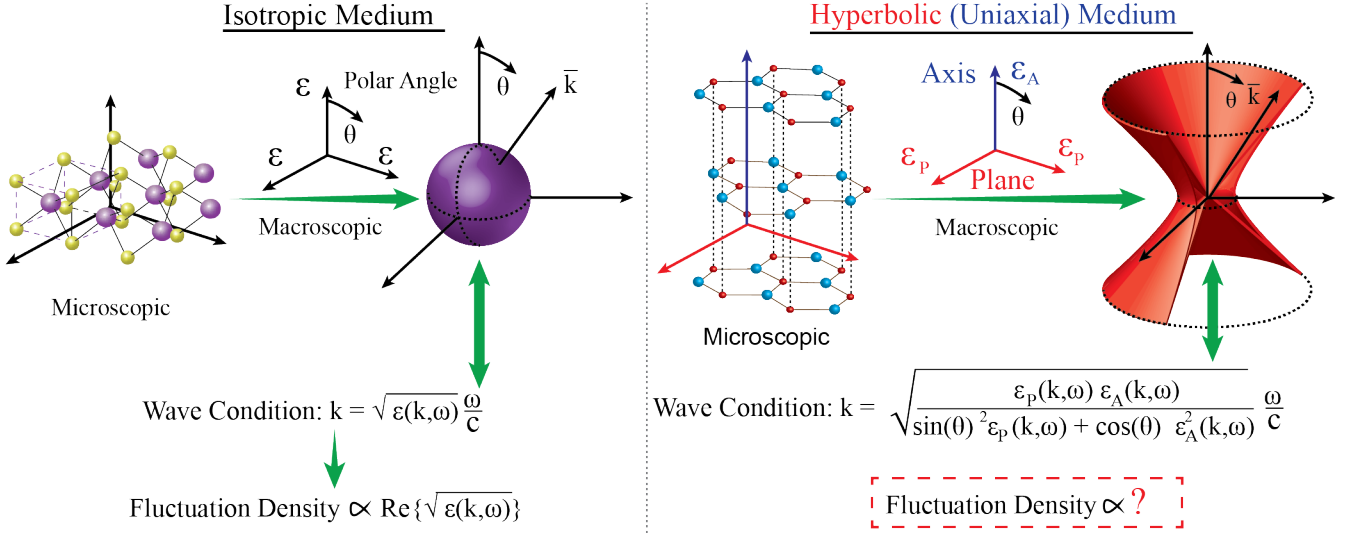 Isotropic Medium
ε
Polar Angle
θ
ε
ε
θ
k̅
Macroscopic
Microscopic
Wave Condition: k = √ε(k,ω) ω/c
Fluctuation Density ∝ Re{√ε(k,ω)}
Hyperbolic (Uniaxial) Medium
Axis
ε_A
θ
ε_P
ε_P
Plane
θ
k̅
Macroscopic
Microscopic
Wave Condition: k = √(ε_P(k,ω) ε_A(k,ω) / sin(θ) ²ε_P(k,ω) + cos(θ) ε_A²(k,ω)) ω/c
Fluctuation Density ∝ ?